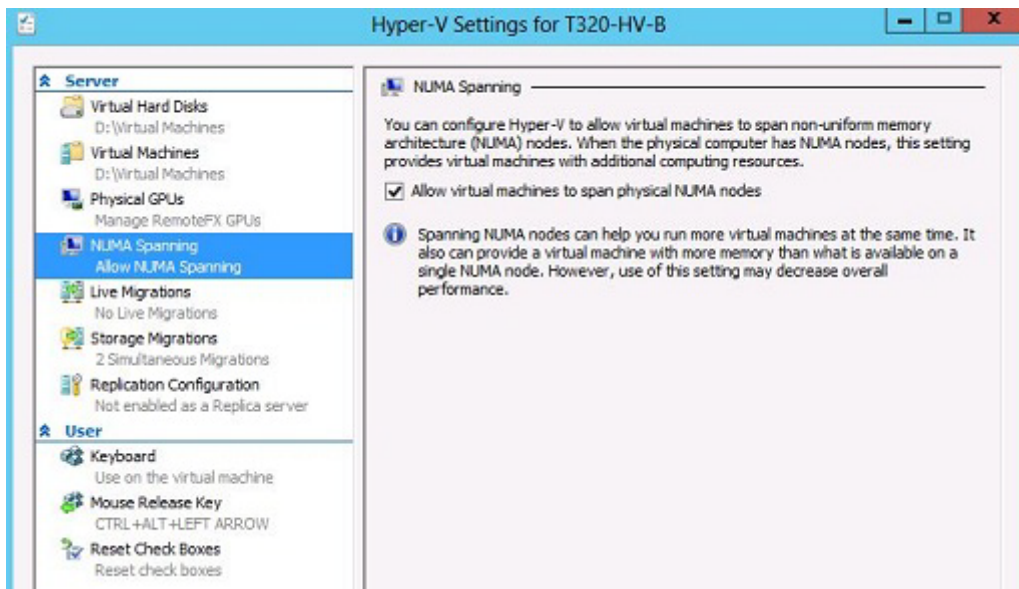 Hyper-V Settings for T320-HV-B
Server
Virtual Hard Disks
D:\Virtual Machines
Virtual Machines
D:\Virtual Machines
Physical GPUs
Manage RemoteFX GPUs
NUMA Spanning
Allow NUMA Spanning
Live Migrations
No Live Migrations
Storage Migrations
2 Simultaneous Migrations
Replication Configuration
Not enabled as a Replica server
User
Keyboard
Use on the virtual machine
Mouse Release Key
CTRL+ALT+LEFT ARROW
Reset Check Boxes
Reset check boxes
NUMA Spanning
You can configure Hyper-V to allow virtual machines to span non-uniform memory
architecture (NUMA) nodes. When the physical computer has NUMA nodes, this setting
provides virtual machines with additional computing resources.
Allow virtual machines to span physical NUMA nodes
Spanning NUMA nodes can help you run more virtual machines at the same time. It
also can provide a virtual machine with more memory than what is available on a
single NUMA node. However, use of this setting may decrease overall
performance.